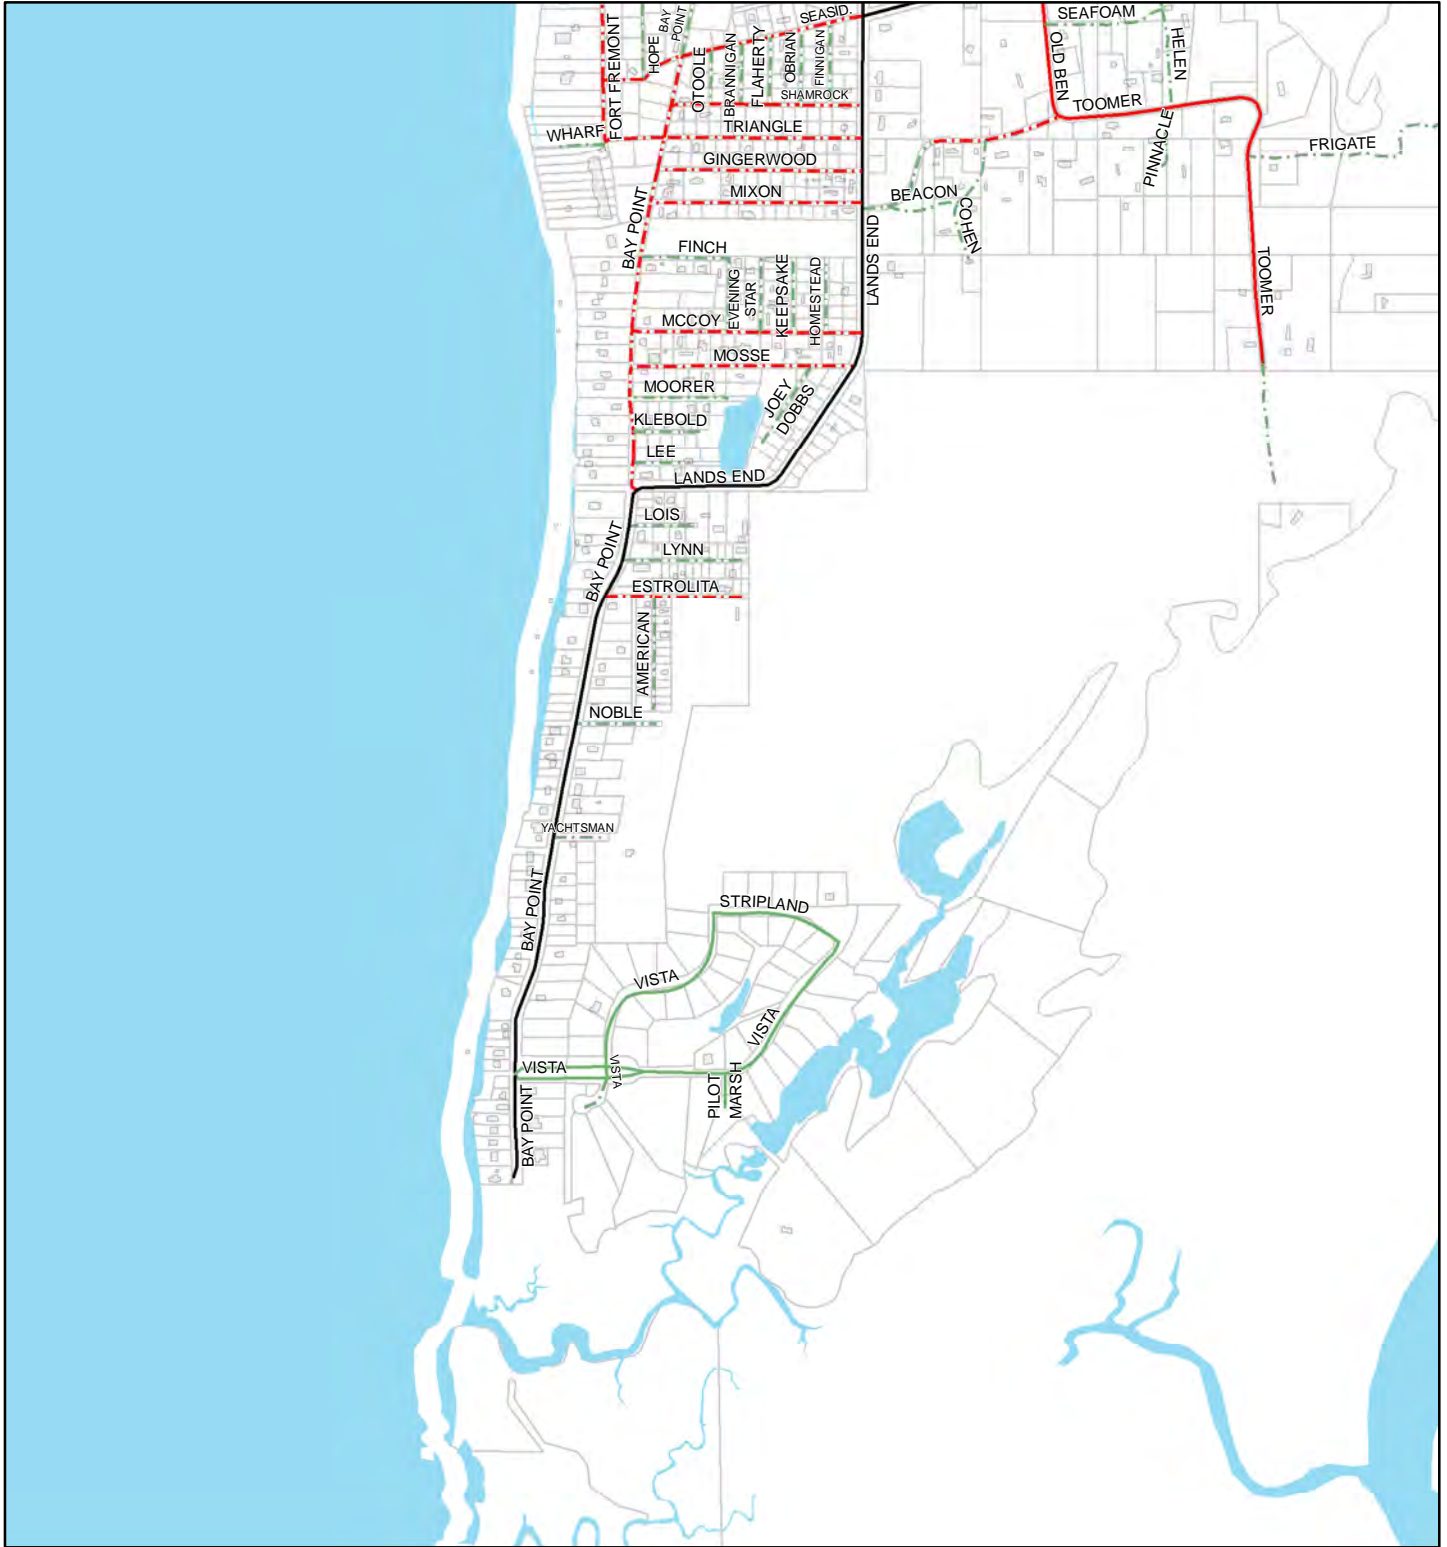 SEASID.
SEAFOAM
FORT FREMONT
HOPE
BAY
POINT
OTOOLE
BRANNIGAN
FLAHERTY
OBRIAN
FINNIGAN
OLD BEN
HELEN
SHAMROCK
TOOMER
WHARF
TRIANGLE
PINNACLE
FRIGATE
GINGERWOOD
MIXON
BEACON
COHEN
BAY POINT
LANDS END
FINCH
EVENING
STAR
KEEPSAKE
HOMESTEAD
TOOMER
MCCOY
MOSSE
MOORER
JOEY
DOBBS
KLEBOLD
LEE
LANDS END
LOIS
BAY POINT
LYNN
ESTROLITA
AMERICAN
NOBLE
YACHTSMAN
BAY POINT
STRIPLAND
VISTA
VISTA
VISTA
VISTA
PILOT
MARSH
BAY POINT